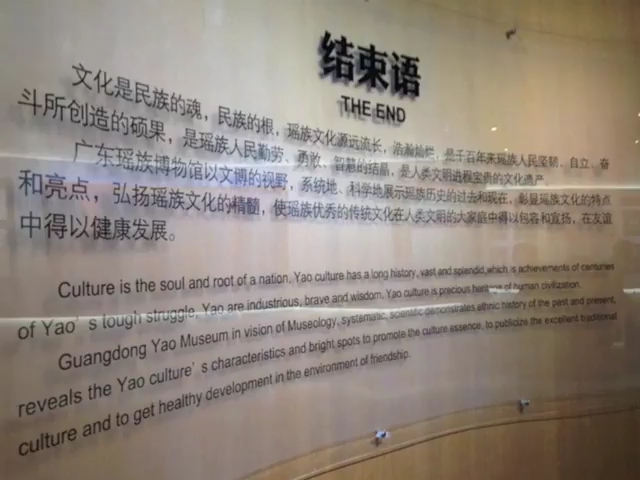 结束语
THE END
文化是民族的魂，民族的根，瑶族文化源远流长，浩瀚灿烂，是千百年来瑶族人民坚韧、自立、奋
斗所创造的硕果，是瑶族人民勤劳、勇敢、智慧的结晶，是人类文明进程宝贵的文化遗产。
广东瑶族博物馆以文博的视野，系统地、科学地展示瑶族历史的过去和现在，彰显瑶族文化的特点
和亮点，弘扬瑶族文化的精髓，使瑶族优秀的传统文化在人类文明的大家庭中得以包容和宣扬，在友谊
中得以健康发展。
Culture is the soul and root of a nation. Yao culture has a long history, vast and splendid, which is achievements of centuries
of Yao's tough struggle. Yao are industrious, brave and wisdom. Yao culture is precious heritage of human civilization.
Guangdong Yao Museum in vision of Museology, systematic, scientific demonstrates ethnic history of the past and present,
reveals the Yao culture's characteristics and bright spots to promote the culture essence, to publicize the excellent traditional
culture and to get healthy development in the environment of friendship.